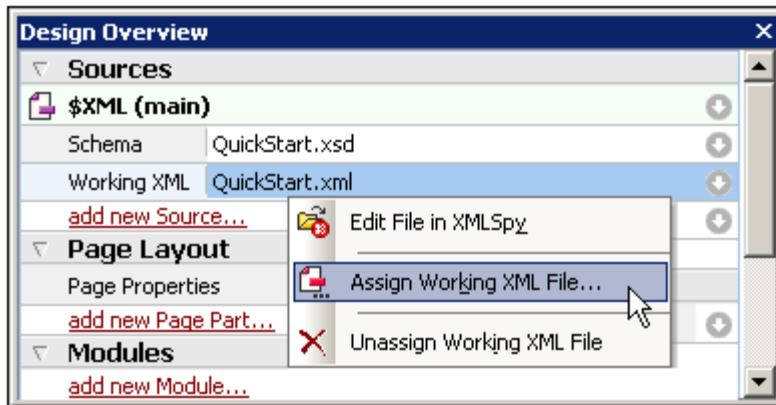 Design Overview
Sources
$XML (main)
Schema QuickStart.xsd
Working XML QuickStart.xml
add new Source...
Edit File in XMLSpy
Page Layout
Page Properties
Assign Working XML File...
add new Page Part...
Unassign Working XML File
Modules
add new Module...